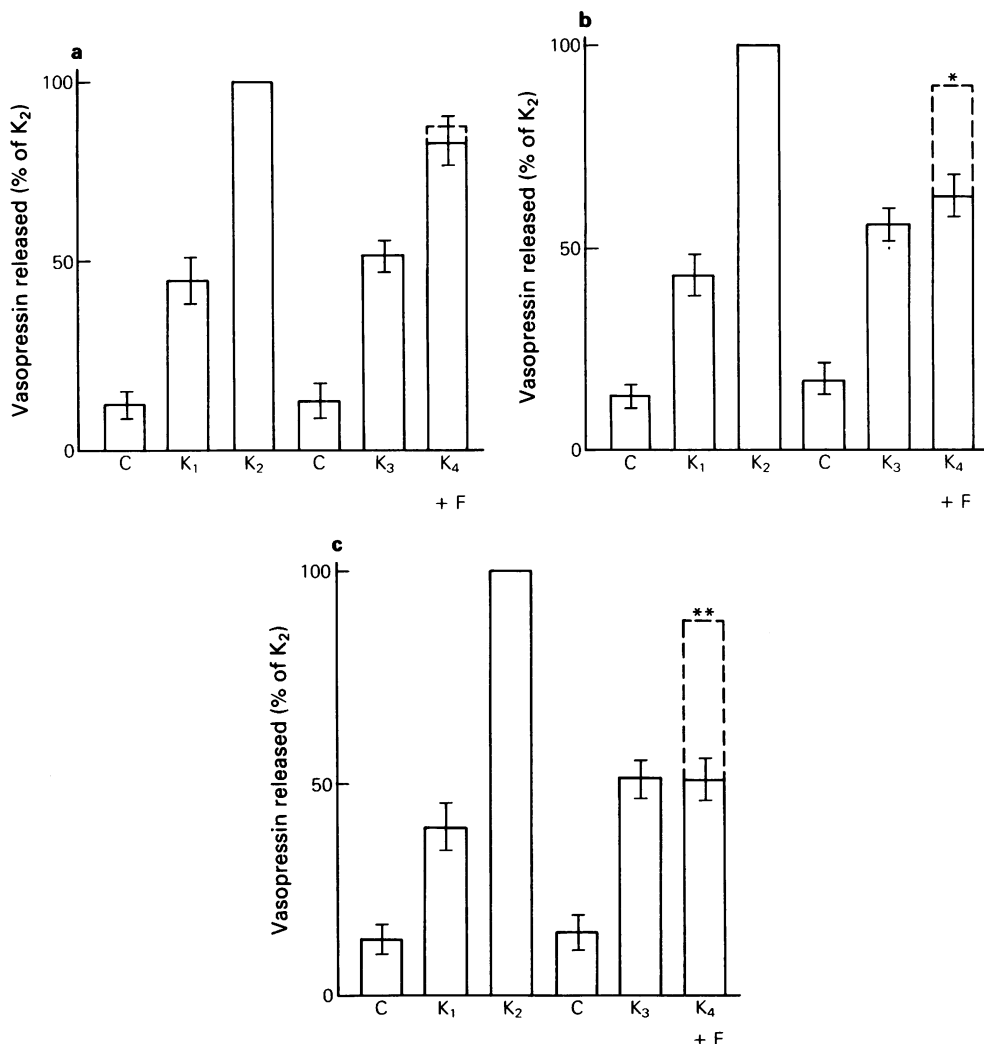 a
Vasopressin released (% of K₂)
100
50
0
C K₁ K₂ C K₃ K₄
+ F
b
Vasopressin released (% of K₂)
100
50
0
*
C K₁ K₂ C K₃ K₄
+ F
c
Vasopressin released (% of K₂)
100
50
0
**
C K₁ K₂ C K₃ K₄
+ F